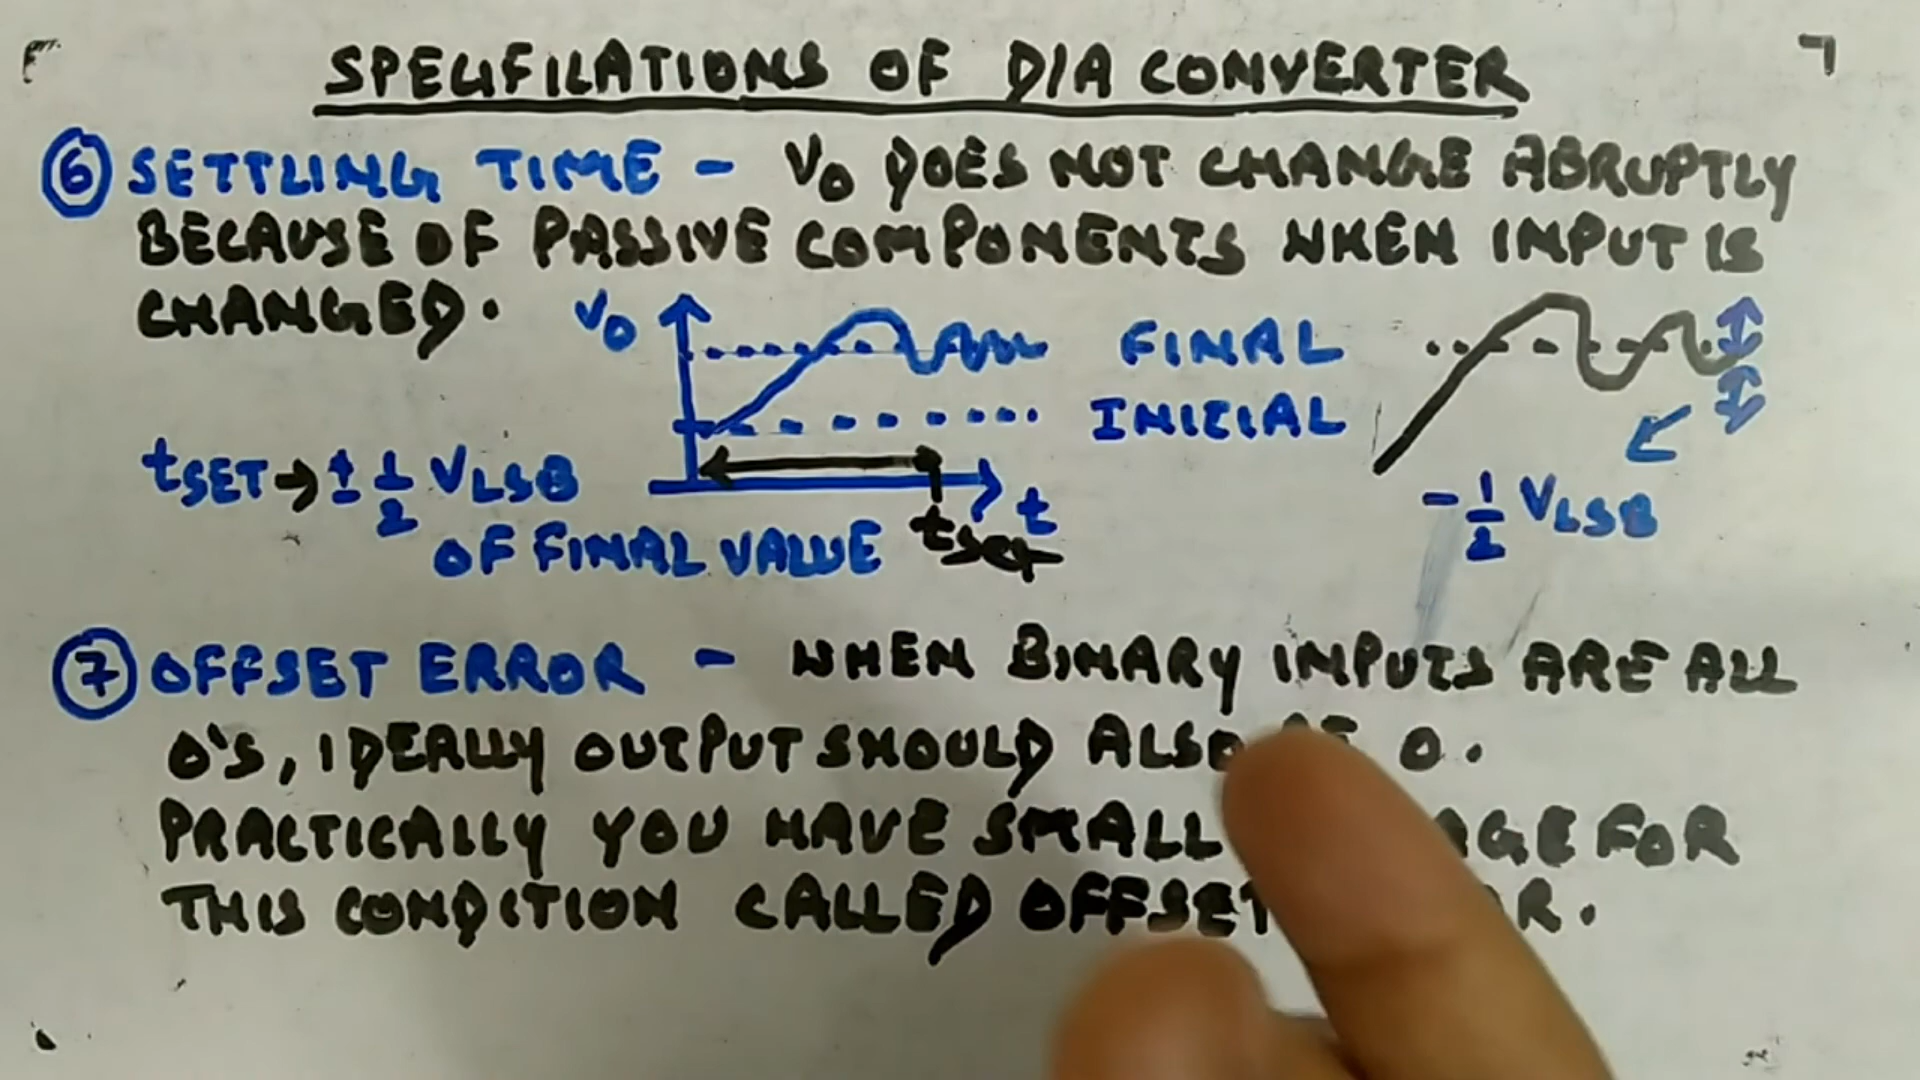 SPECIFICATIONS OF D/A CONVERTER
⑥ SETTLING TIME - VO DOES NOT CHANGE ABRUPTLY
BECAUSE OF PASSIVE COMPONENTS WHEN INPUT IS
CHANGED.
VO
FINAL
INITIAL
tSET → ± 1/2 VLSB
OF FINAL VALUE
t
tset
- 1/2 VLSB
⑦ OFFSET ERROR - WHEN BINARY INPUTS ARE ALL
0'S, IDEALLY OUTPUT SHOULD ALSO 0.
PRACTICALLY YOU HAVE SMALL FOR
THIS CONDITION CALLED OFFSET